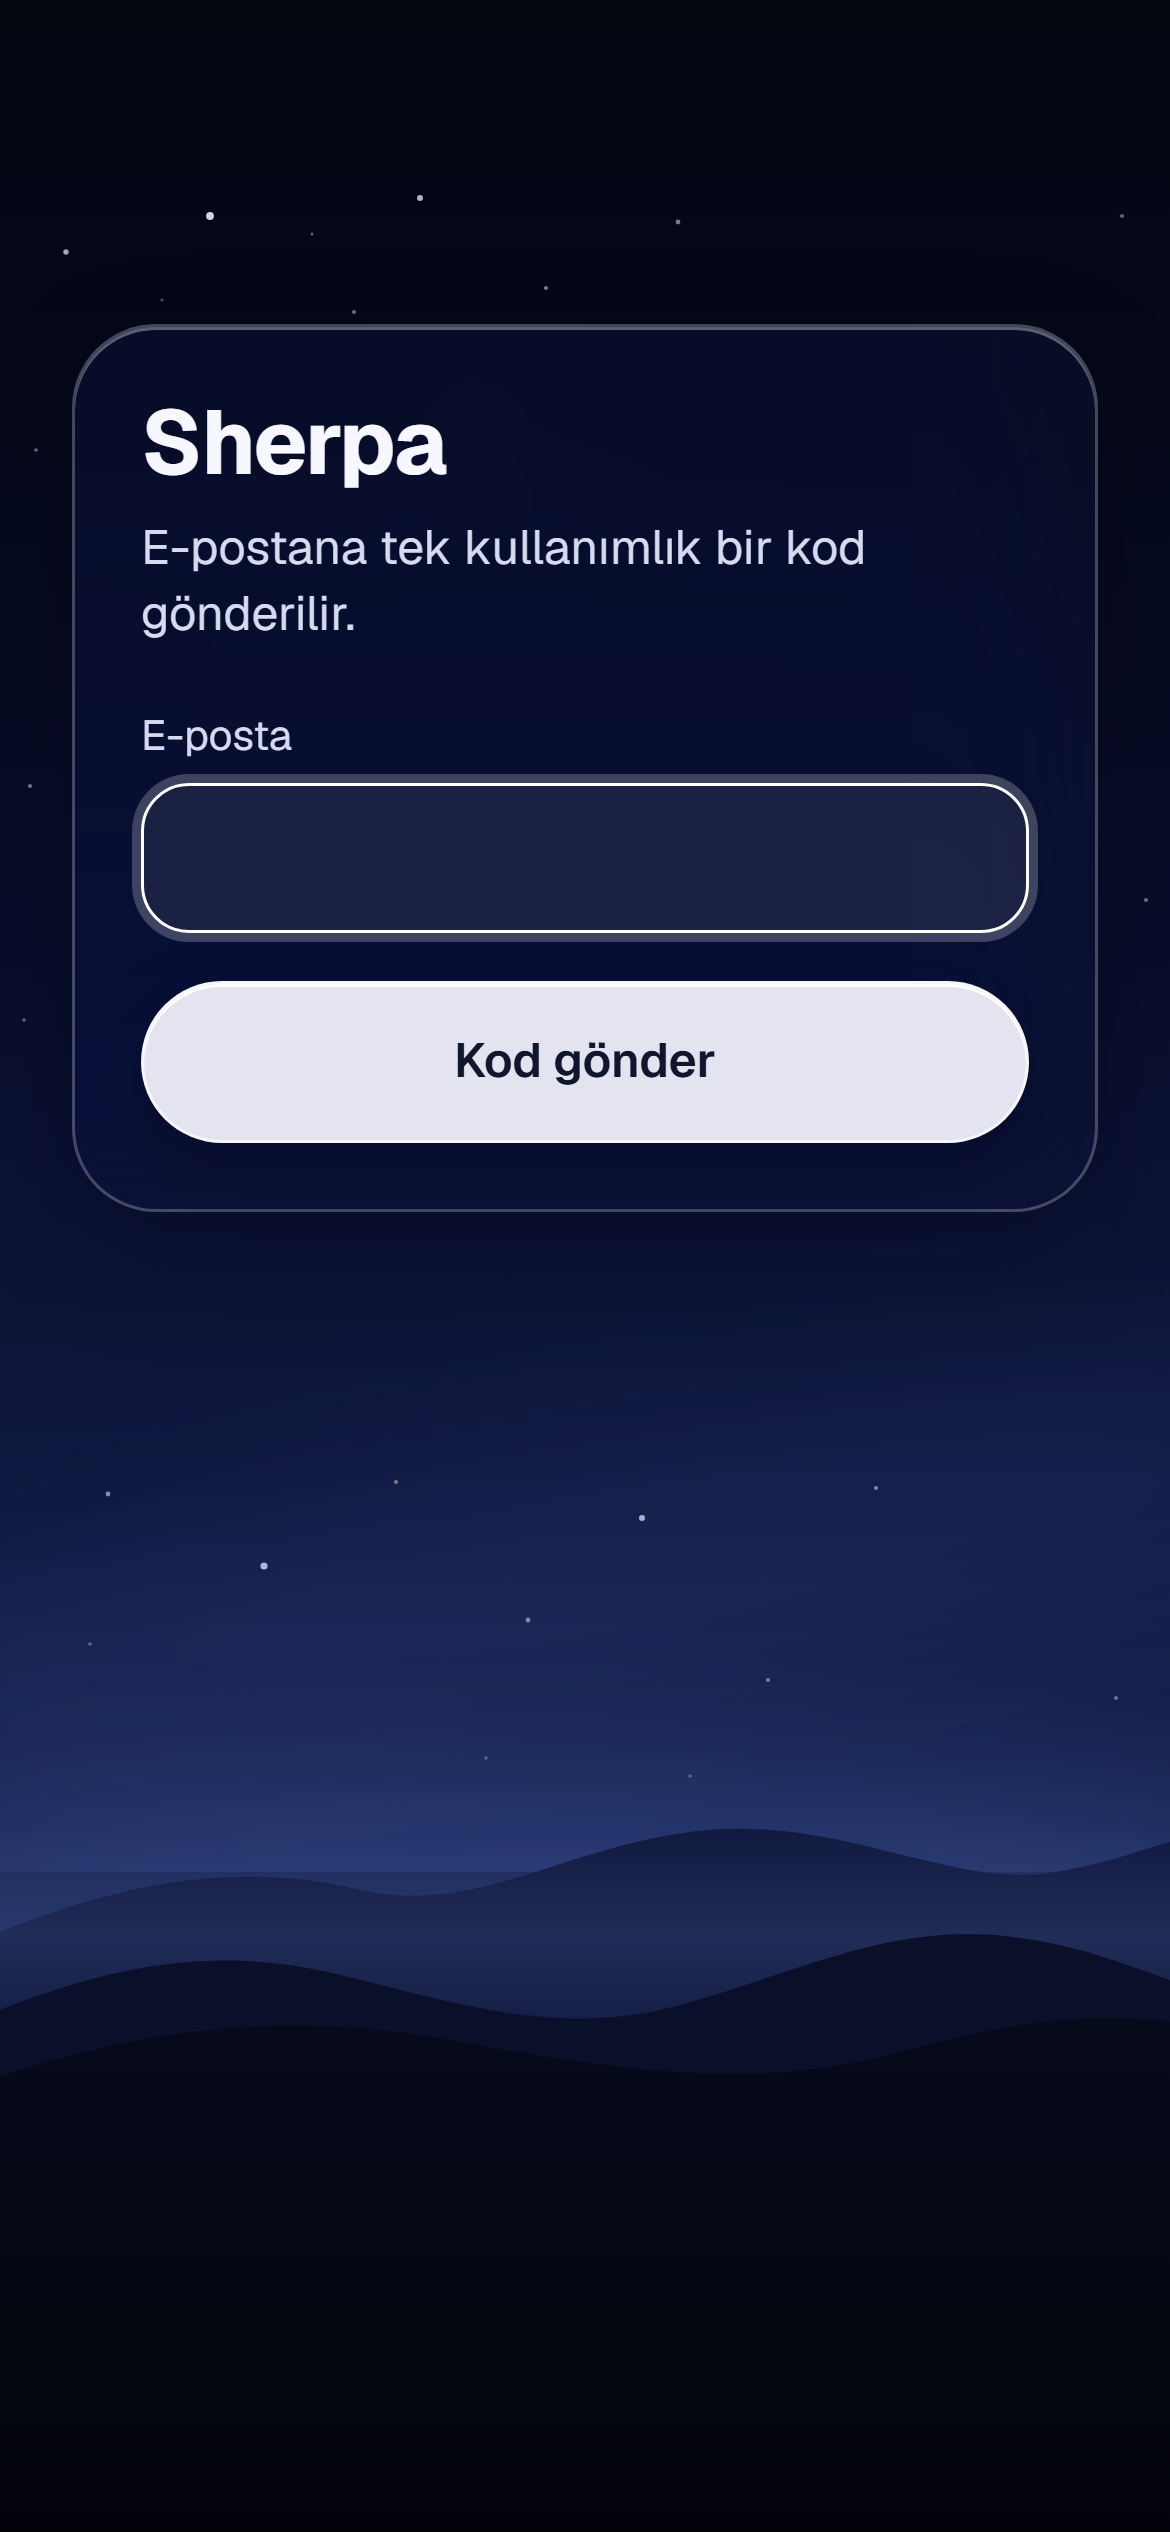 Sherpa
E-postana tek kullanımlık bir kod
gönderilir.
E-posta
Kod gönder